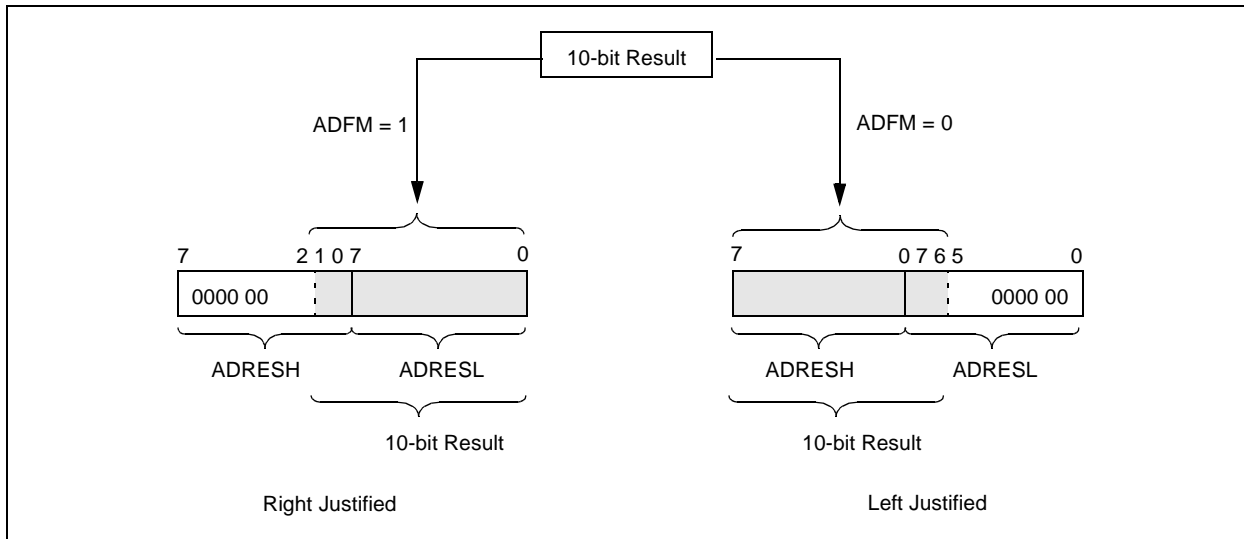 10-bit Result
ADFM = 1
ADFM = 0
7 2 1 0 7 0
7 0 7 6 5 0
0000 00
0000 00
ADRESH ADRESL
ADRESH ADRESL
10-bit Result
10-bit Result
Right Justified
Left Justified